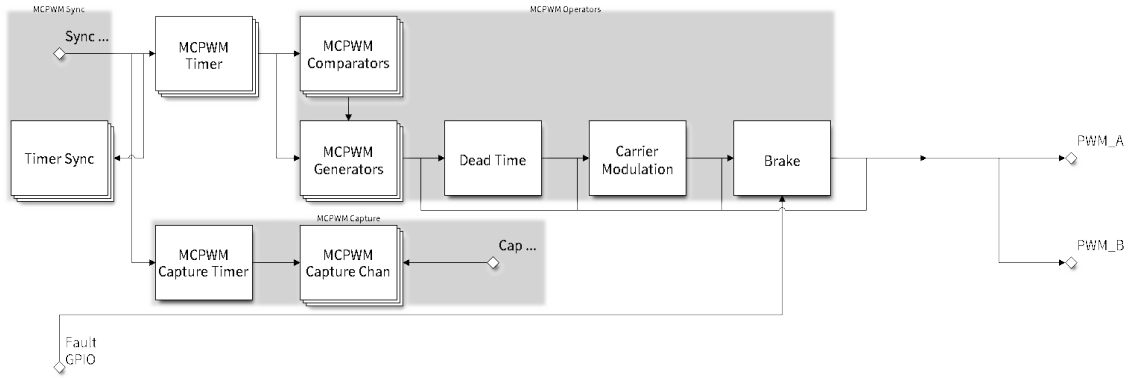 MCPWM Sync
MCPWM Operators
Sync ...
MCPWM
Timer
MCPWM
Comparators
Timer Sync
MCPWM
Generators
Dead Time
Carrier
Modulation
Brake
PWM_A
MCPWM Capture
MCPWM
Capture Timer
MCPWM
Capture Chan
Cap ...
PWM_B
Fault
GPIO